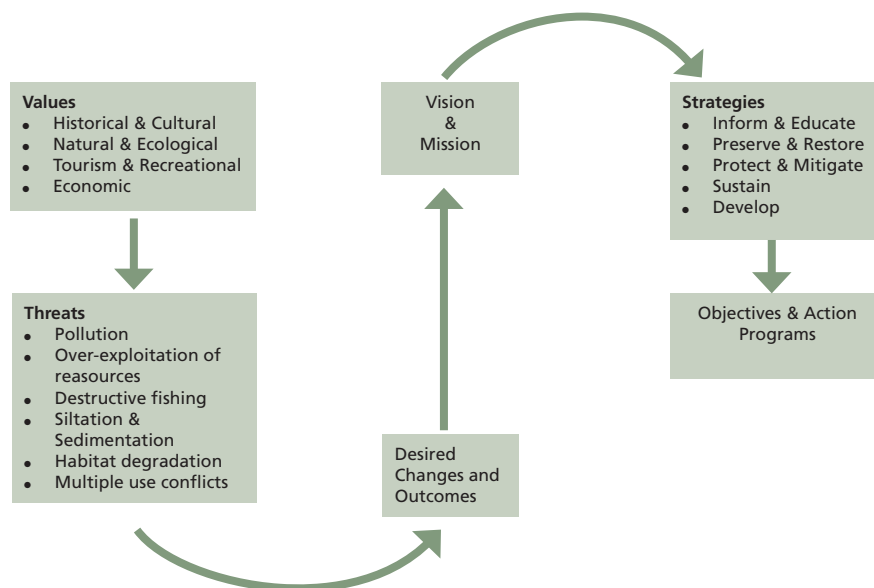 Values
• Historical & Cultural
• Natural & Ecological
• Tourism & Recreational
• Economic
Threats
• Pollution
• Over-exploitation of
reasources
• Destructive fishing
• Siltation &
Sedimentation
• Habitat degradation
• Multiple use conflicts
Desired
Changes and
Outcomes
Vision
&
Mission
Strategies
• Inform & Educate
• Preserve & Restore
• Protect & Mitigate
• Sustain
• Develop
Objectives & Action
Programs